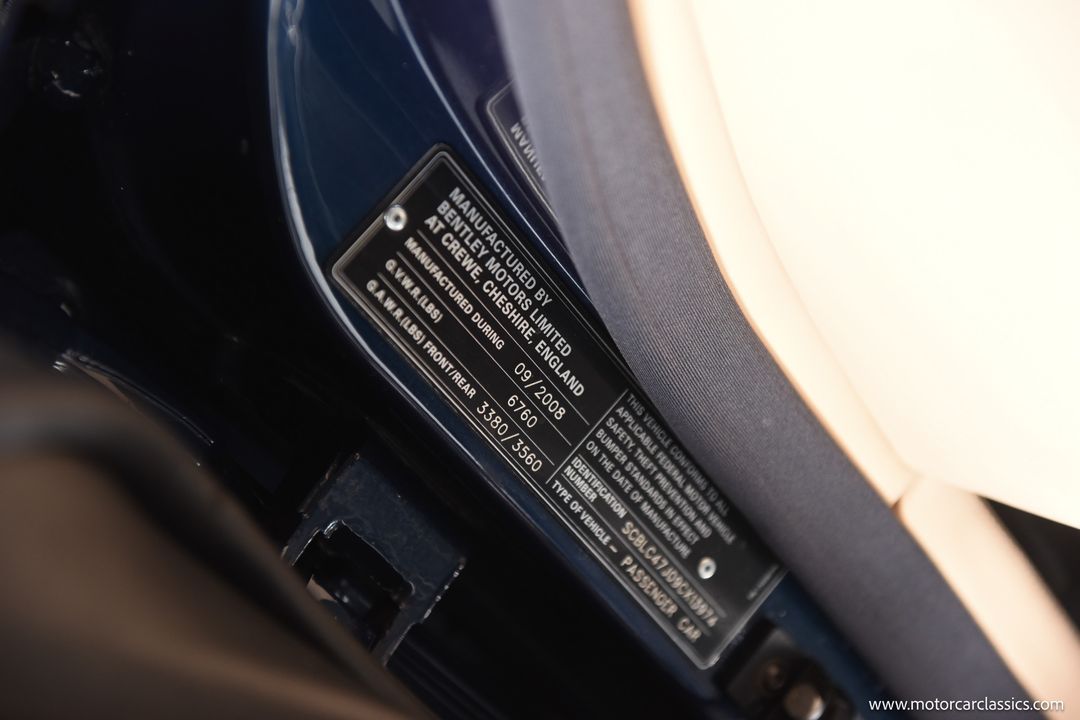 MANUFACTURED BY
BENTLEY MOTORS LIMITED
AT CREWE, CHESHIRE, ENGLAND
MANUFACTURED DURING 09/2008
G.V.W.R.(LBS) 6760
G.A.W.R.(LBS) FRONT/REAR 3380/3560
THIS VEHICLE CONFORMS TO ALL
APPLICABLE FEDERAL MOTOR VEHICLE
SAFETY, THEFT PREVENTION AND
BUMPER STANDARDS IN EFFECT
ON THE DATE OF MANUFACTURE
IDENTIFICATION
NUMBER
TYPE OF VEHICLE – PASSENGER CAR
www.motorcarclassics.com